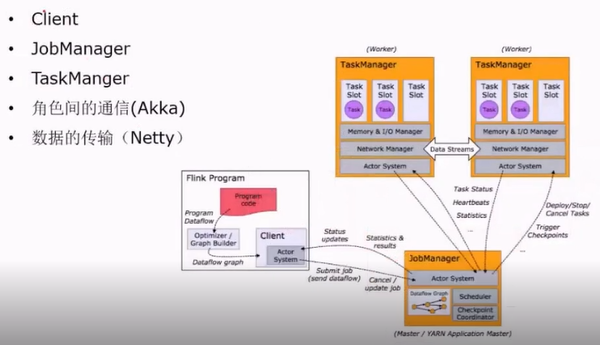 Client
JobManager
TaskManger
角色间的通信(Akka)
数据的传输（Netty）
(Worker)
(Worker)
TaskManager
TaskManager
Task Slot
Task Slot
Task Slot
Task Slot
Task Slot
Task Slot
Task
Task
Task
Task
Memory & I/O Manager
Memory & I/O Manager
Network Manager
Data Streams
Network Manager
Actor System
Actor System
Flink Program
Program
code
Program
Dataflow
Optimizer /
Graph Builder
Client
Actor
System
Dataflow graph
Status
updates
Statistics &
results
Submit job
(send dataflow)
Cancel /
update job
Task Status
Heartbeats
Statistics
...
Deploy/Stop/
Cancel Tasks
Trigger
Checkpoints
...
JobManager
Actor System
Dataflow Graph
Scheduler
Checkpoint
Coordinator
(Master / YARN Application Master)